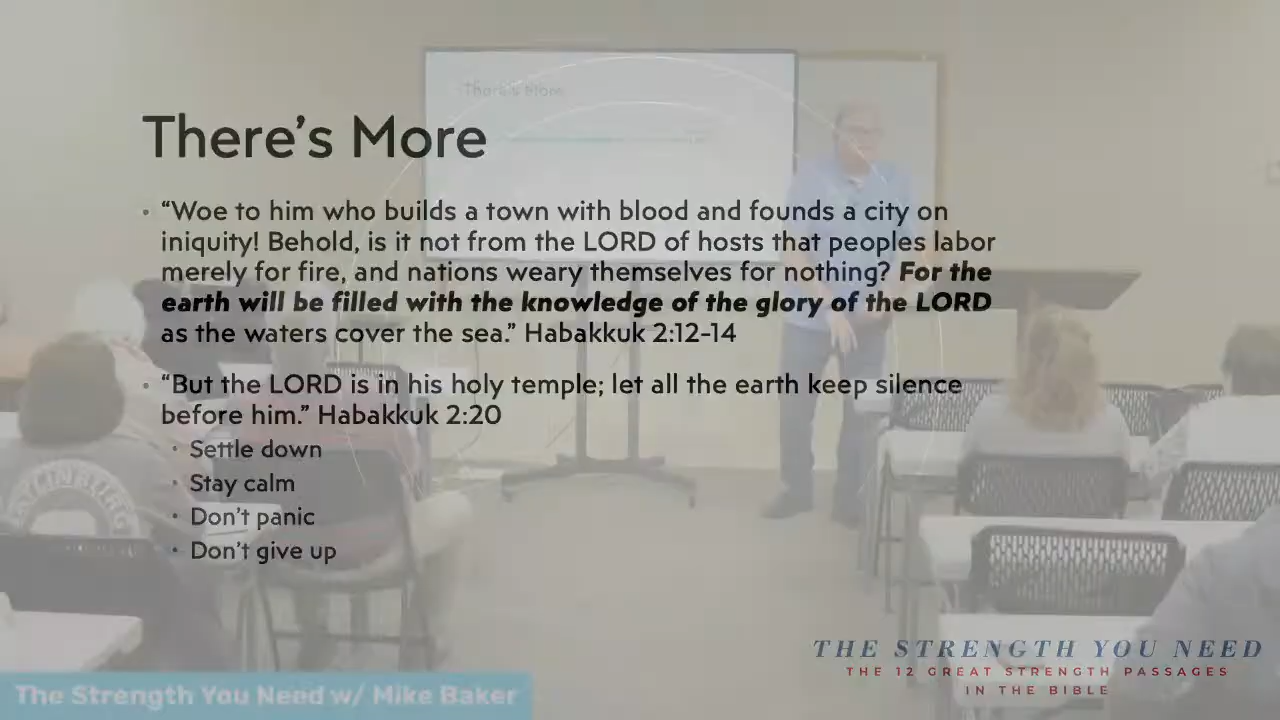 There's More
There's More
• “Woe to him who builds a town with blood and founds a city on
iniquity! Behold, is it not from the LORD of hosts that peoples labor
merely for fire, and nations weary themselves for nothing? For the
earth will be filled with the knowledge of the glory of the LORD
as the waters cover the sea.” Habakkuk 2:12-14
• “But the LORD is in his holy temple; let all the earth keep silence
before him.” Habakkuk 2:20
• Settle down
• Stay calm
• Don’t panic
• Don’t give up
THE STRENGTH YOU NEED
THE 12 GREAT STRENGTH PASSAGES
IN THE BIBLE
The Strength You Need w/ Mike Baker